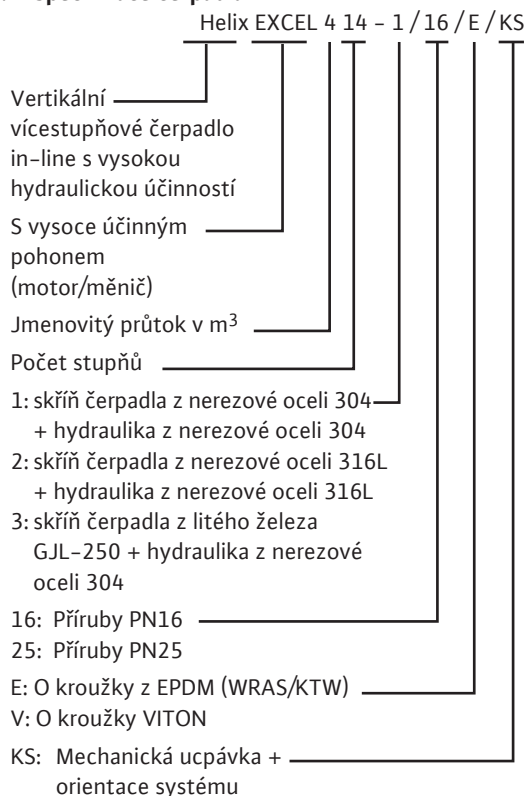 Helix EXCEL 4 14 – 1 / 16 / E / KS
Vertikální
vícestupňové čerpadlo
in–line s vysokou
hydraulickou účinností
S vysoce účinným
pohonem
(motor/měnič)
Jmenovitý průtok v m³
Počet stupňů
1: skříň čerpadla z nerezové oceli 304
+ hydraulika z nerezové oceli 304
2: skříň čerpadla z nerezové oceli 316L
+ hydraulika z nerezové oceli 316L
3: skříň čerpadla z litého železa
GJL–250 + hydraulika z nerezové
oceli 304
16: Příruby PN16
25: Příruby PN25
E: O kroužky z EPDM (WRAS/KTW)
V: O kroužky VITON
KS: Mechanická ucpávka +
orientace systému